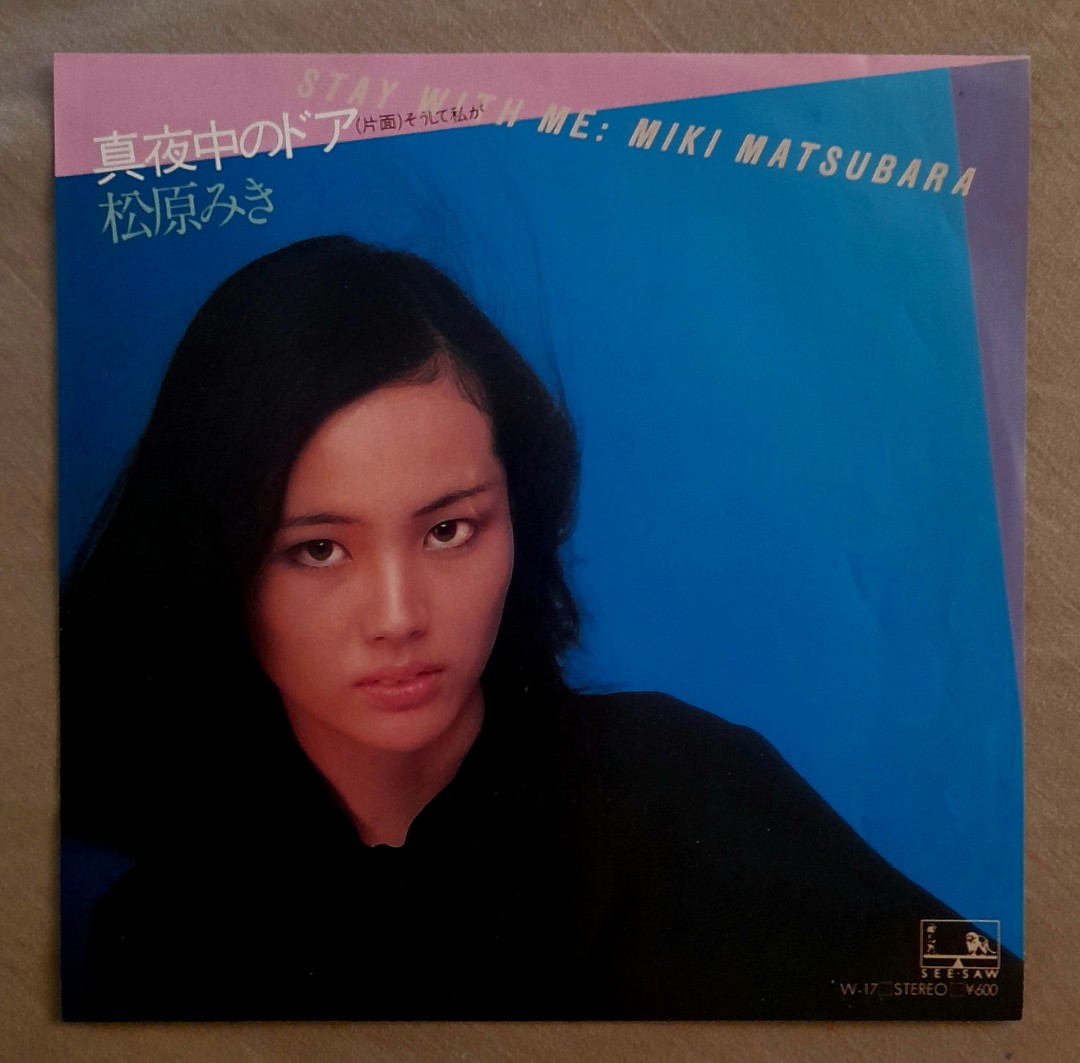 STAY WITH ME: MIKI MATSUBARA
真夜中のドア(片面)そうして私が
松原みき
SEE·SAW
W-17□STEREO□¥600